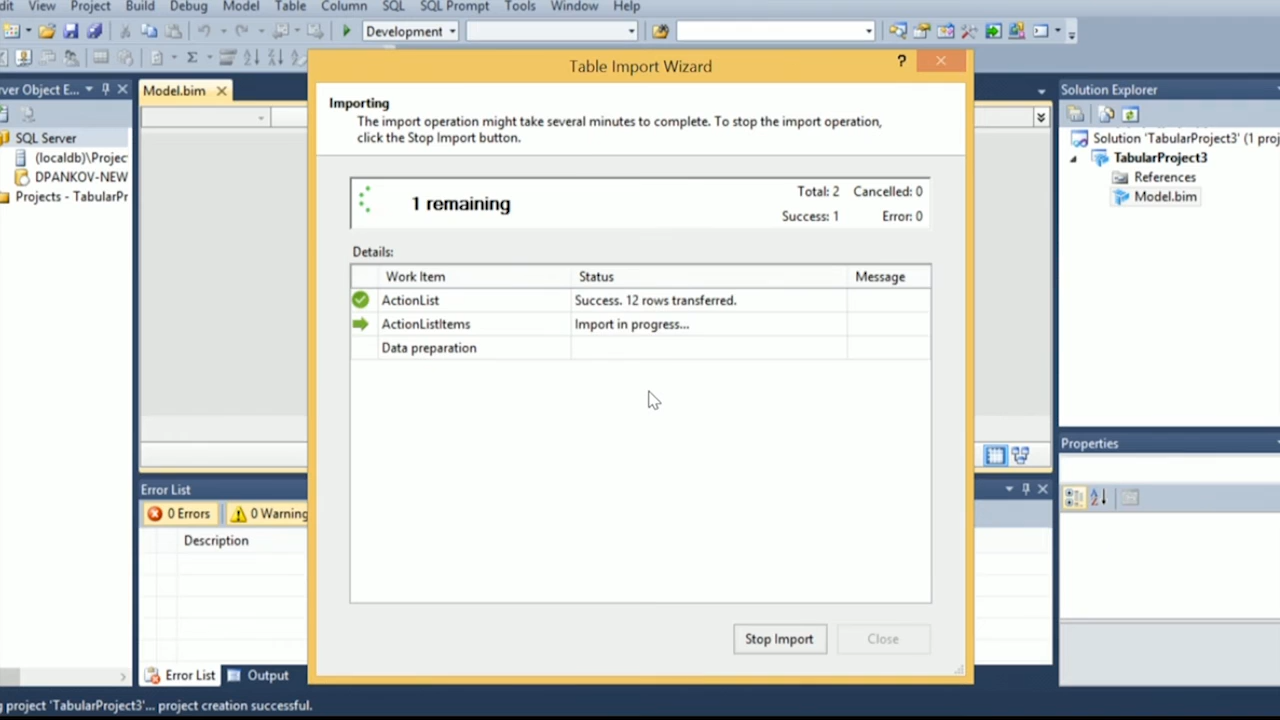 dit View Project Build Debug Model Table Column SQL SQL Prompt Tools Window Help
Development
Table Import Wizard
?
rver Object E...
Model.bim
Solution Explorer
SQL Server
(localdb)\Projec
DPANKOV-NEW
Projects - TabularPr
Importing
The import operation might take several minutes to complete. To stop the import operation,
click the Stop Import button.
1 remaining
Total: 2 Cancelled: 0
Success: 1 Error: 0
Details:
Work Item Status Message
ActionList Success. 12 rows transferred.
ActionListItems Import in progress...
Data preparation
Stop Import Close
Solution 'TabularProject3' (1 proj
TabularProject3
References
Model.bim
Properties
Error List
0 Errors 0 Warning
Description
Error List Output
g project 'TabularProject3'... project creation successful.